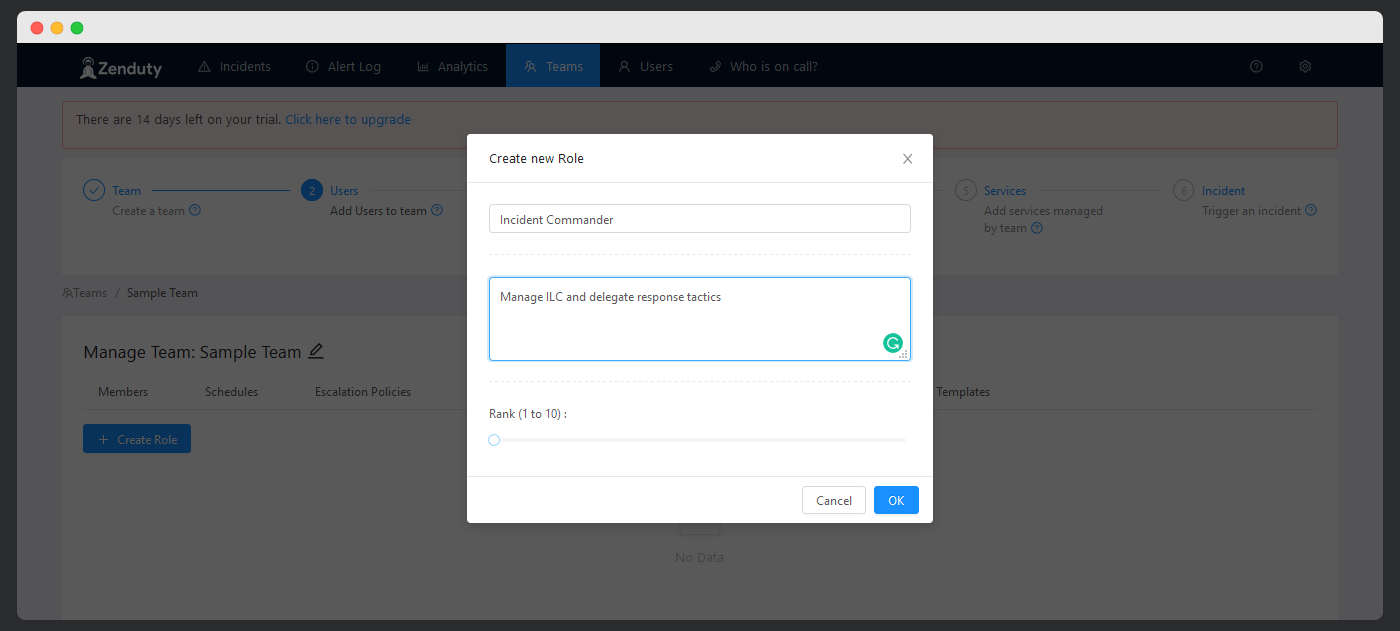 Zenduty Incidents Alert Log Analytics Teams Users Who is on call?
There are 14 days left on your trial. Click here to upgrade
Create new Role
Team 2 Users 5 Services 6 Incident
Create a team Add Users to team Add services managed Trigger an incident
by team
Incident Commander
Manage ILC and delegate response tactics
Teams / Sample Team
Manage Team: Sample Team
Members Schedules Escalation Policies Templates
Rank (1 to 10) :
+ Create Role
Cancel OK
No Data